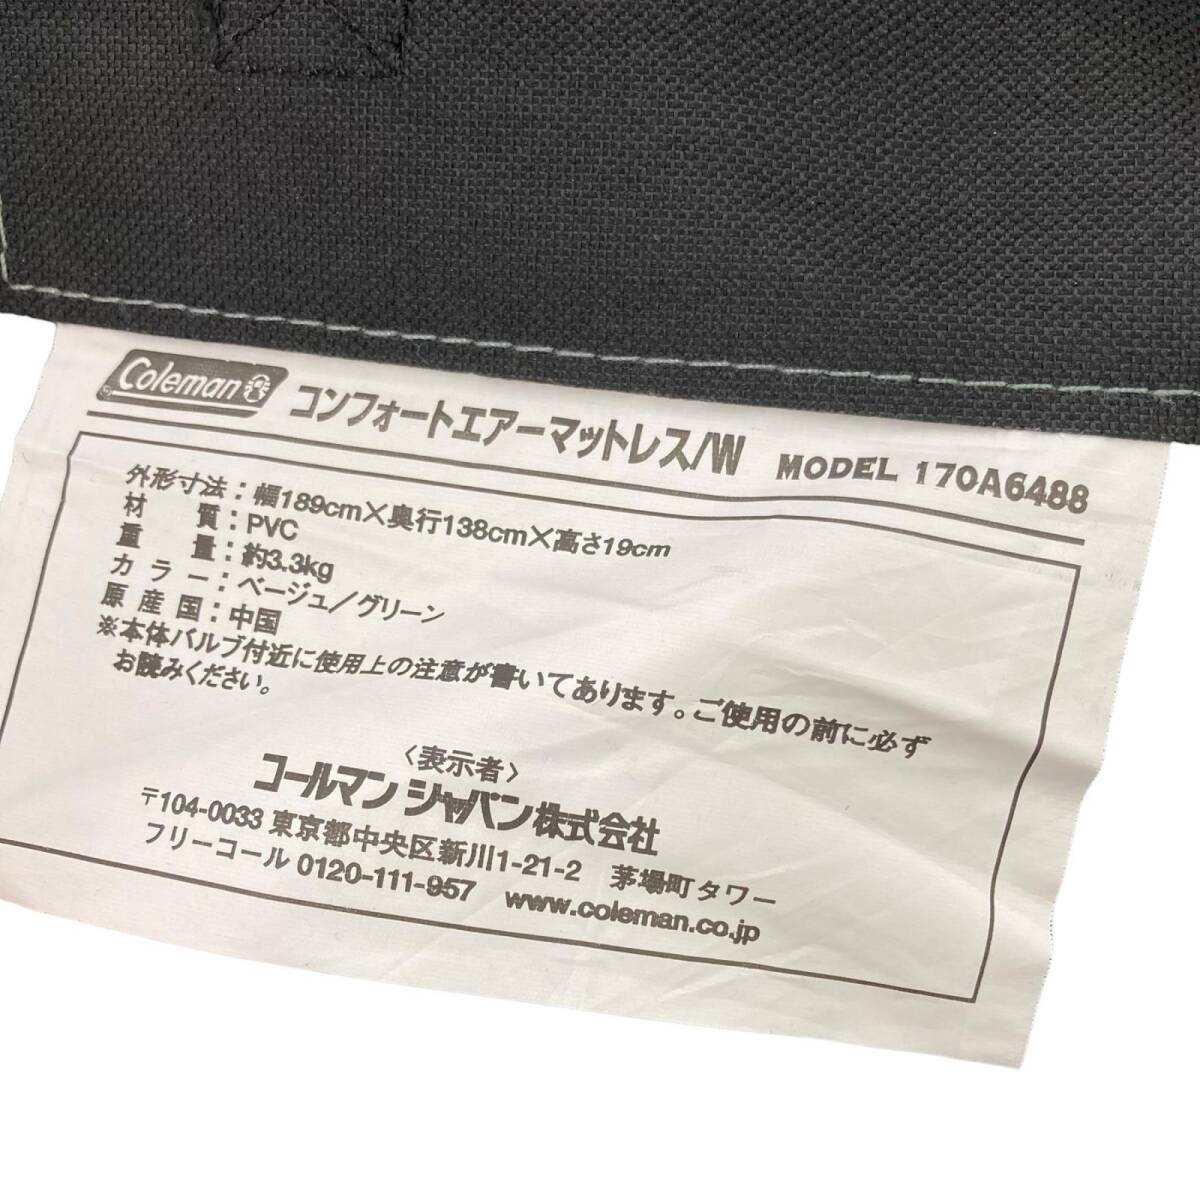 Coleman コンフォートエアーマットレス/W MODEL 170A6488
外形寸法：幅189cm×奥行138cm×高さ19cm
材質：PVC
重量：約3.3kg
カラー：ベージュ／グリーン
原産国：中国
※本体バルブ付近に使用上の注意が書いてあります。ご使用の前に必ず
お読みください。
〈表示者〉
コールマン ジャパン株式会社
〒104-0033 東京都中央区新川1-21-2 茅場町タワー
フリーコール 0120-111-957 www.coleman.co.jp